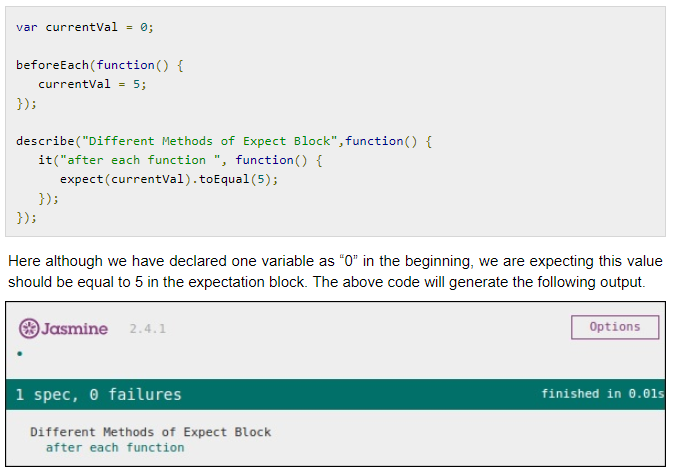 var currentVal = 0;
beforeEach(function() {
currentVal = 5;
});
describe("Different Methods of Expect Block",function() {
it("after each function ", function() {
expect(currentVal).toEqual(5);
});
});
Here although we have declared one variable as “0” in the beginning, we are expecting this value
should be equal to 5 in the expectation block. The above code will generate the following output.
Jasmine 2.4.1 Options
1 spec, 0 failures finished in 0.01s
Different Methods of Expect Block
after each function